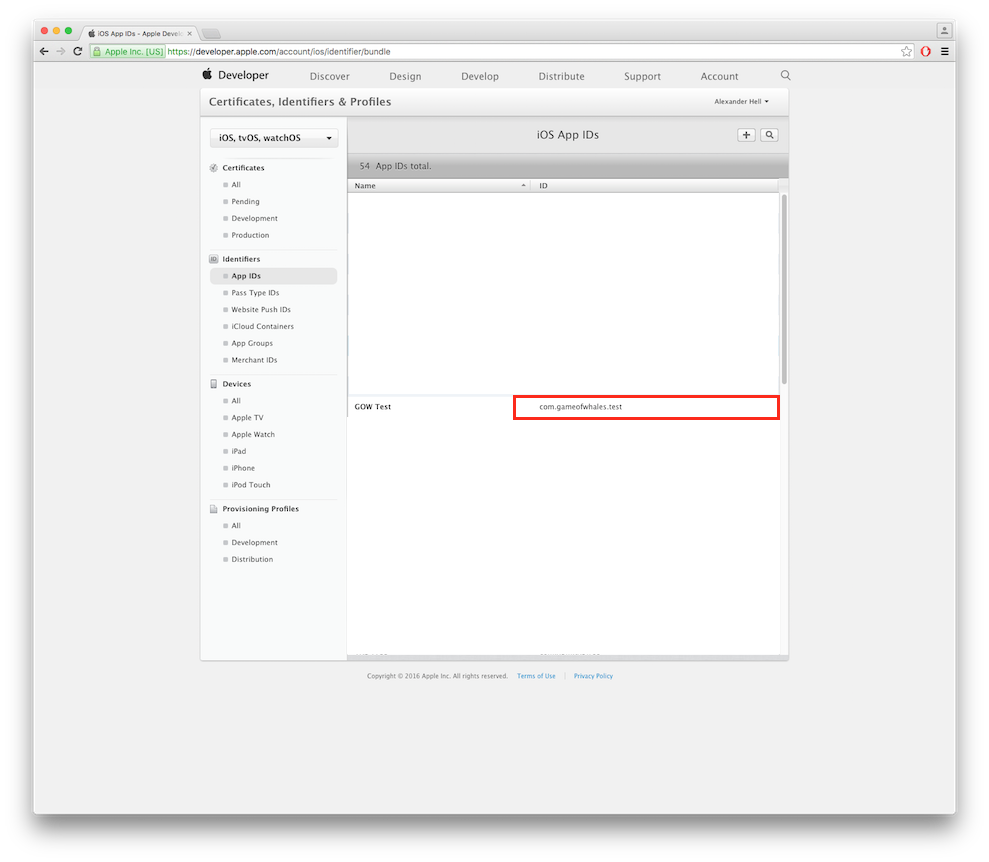 iOS App IDs - Apple Develo
Apple Inc. [US] https://developer.apple.com/account/ios/identifier/bundle
Developer Discover Design Develop Distribute Support Account
Certificates, Identifiers & Profiles
Alexander Hell
iOS, tvOS, watchOS
iOS App IDs
Certificates
All
Pending
Development
Production
Identifiers
App IDs
Pass Type IDs
Website Push IDs
iCloud Containers
App Groups
Merchant IDs
Devices
All
Apple TV
Apple Watch
iPad
iPhone
iPod Touch
Provisioning Profiles
All
Development
Distribution
54 App IDs total.
Name ID
GOW Test com.gameofwhales.test
Copyright © 2016 Apple Inc. All rights reserved. Terms of Use Privacy Policy